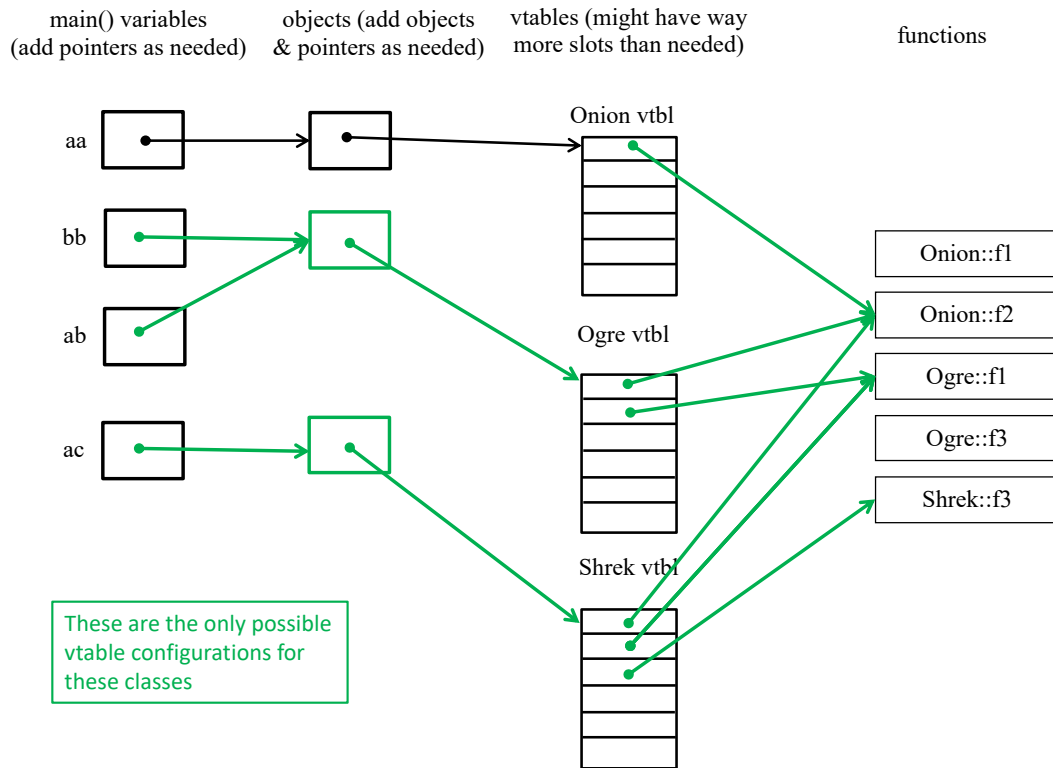 main() variables
(add pointers as needed)
objects (add objects
& pointers as needed)
vtables (might have way
more slots than needed)
functions
aa
Onion vtbl
bb
Onion::f1
ab
Onion::f2
Ogre vtbl
Ogre::f1
ac
Ogre::f3
Shrek::f3
Shrek vtbl
These are the only possible
vtable configurations for
these classes